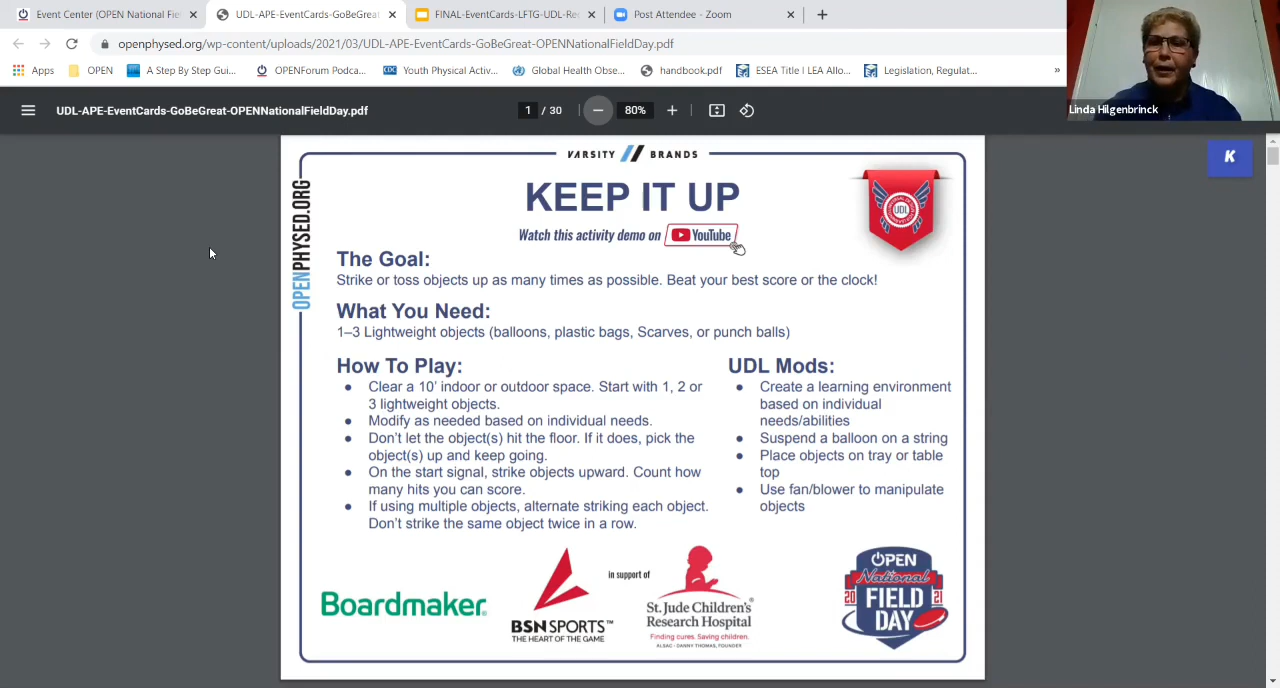 Event Center (OPEN National Fie
UDL-APE-EventCards-GoBeGreat
FINAL-EventCards-LFTG-UDL-Res
Post Attendee - Zoom
openphysed.org/wp-content/uploads/2021/03/UDL-APE-EventCards-GoBeGreat-OPENNationalFieldDay.pdf
Apps
OPEN
A Step By Step Gui...
OPENForum Podca...
Youth Physical Activ...
Global Health Obse...
handbook.pdf
ESEA Title I LEA Allo...
Legislation, Regulat...
»
Linda Hilgenbrinck
UDL-APE-EventCards-GoBeGreat-OPENNationalFieldDay.pdf
1 / 30
80%
K
VARSITY BRANDS
OPENPHYSED.ORG
KEEP IT UP
UDL
Watch this activity demo on YouTube
The Goal:
Strike or toss objects up as many times as possible. Beat your best score or the clock!
What You Need:
1–3 Lightweight objects (balloons, plastic bags, Scarves, or punch balls)
How To Play:
● Clear a 10' indoor or outdoor space. Start with 1, 2 or
3 lightweight objects.
● Modify as needed based on individual needs.
● Don't let the object(s) hit the floor. If it does, pick the
object(s) up and keep going.
● On the start signal, strike objects upward. Count how
many hits you can score.
● If using multiple objects, alternate striking each object.
Don't strike the same object twice in a row.
UDL Mods:
● Create a learning environment
based on individual
needs/abilities
● Suspend a balloon on a string
● Place objects on tray or table
top
● Use fan/blower to manipulate
objects
Boardmaker®
BSN SPORTS™
THE HEART OF THE GAME
in support of
St. Jude Children's
Research Hospital®
Finding cures. Saving children.
ALSAC · DANNY THOMAS, FOUNDER
OPEN
National
20 21
FIELD
DAY